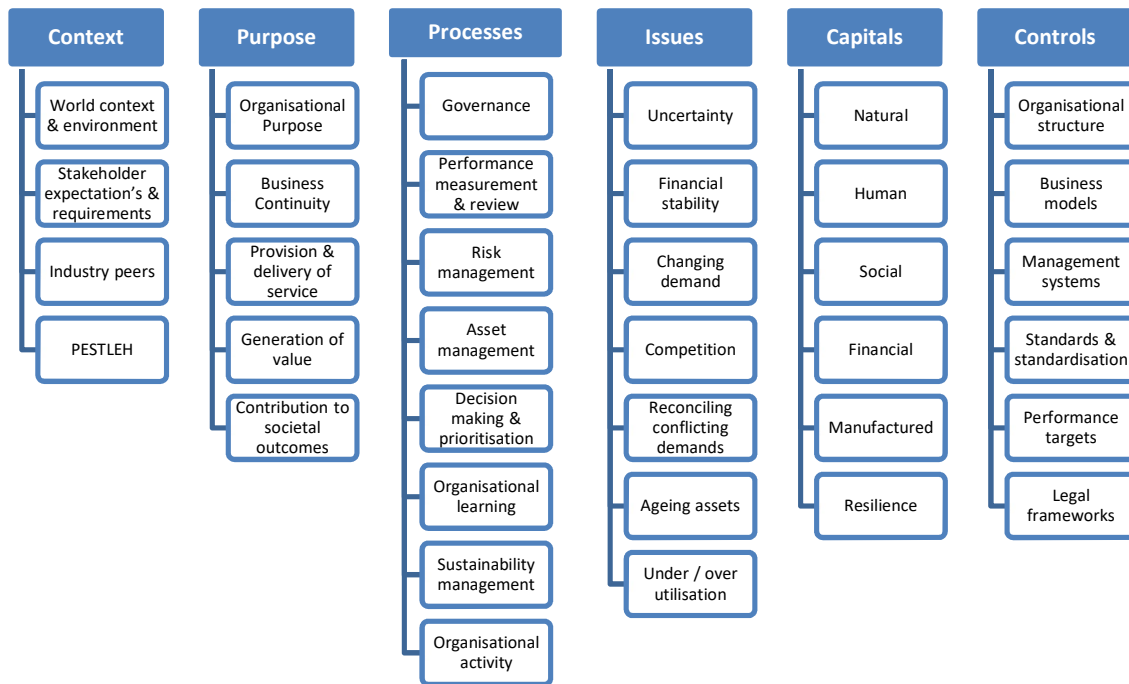 Context
World context
& environment
Stakeholder
expectation's &
requirements
Industry peers
PESTLEH
Purpose
Organisational
Purpose
Business
Continuity
Provision &
delivery of
service
Generation of
value
Contribution to
societal
outcomes
Processes
Governance
Performance
measurement
& review
Risk
management
Asset
management
Decision
making &
prioritisation
Organisational
learning
Sustainability
management
Organisational
activity
Issues
Uncertainty
Financial
stability
Changing
demand
Competition
Reconciling
conflicting
demands
Ageing assets
Under / over
utilisation
Capitals
Natural
Human
Social
Financial
Manufactured
Resilience
Controls
Organisational
structure
Business
models
Management
systems
Standards &
standardisation
Performance
targets
Legal
frameworks